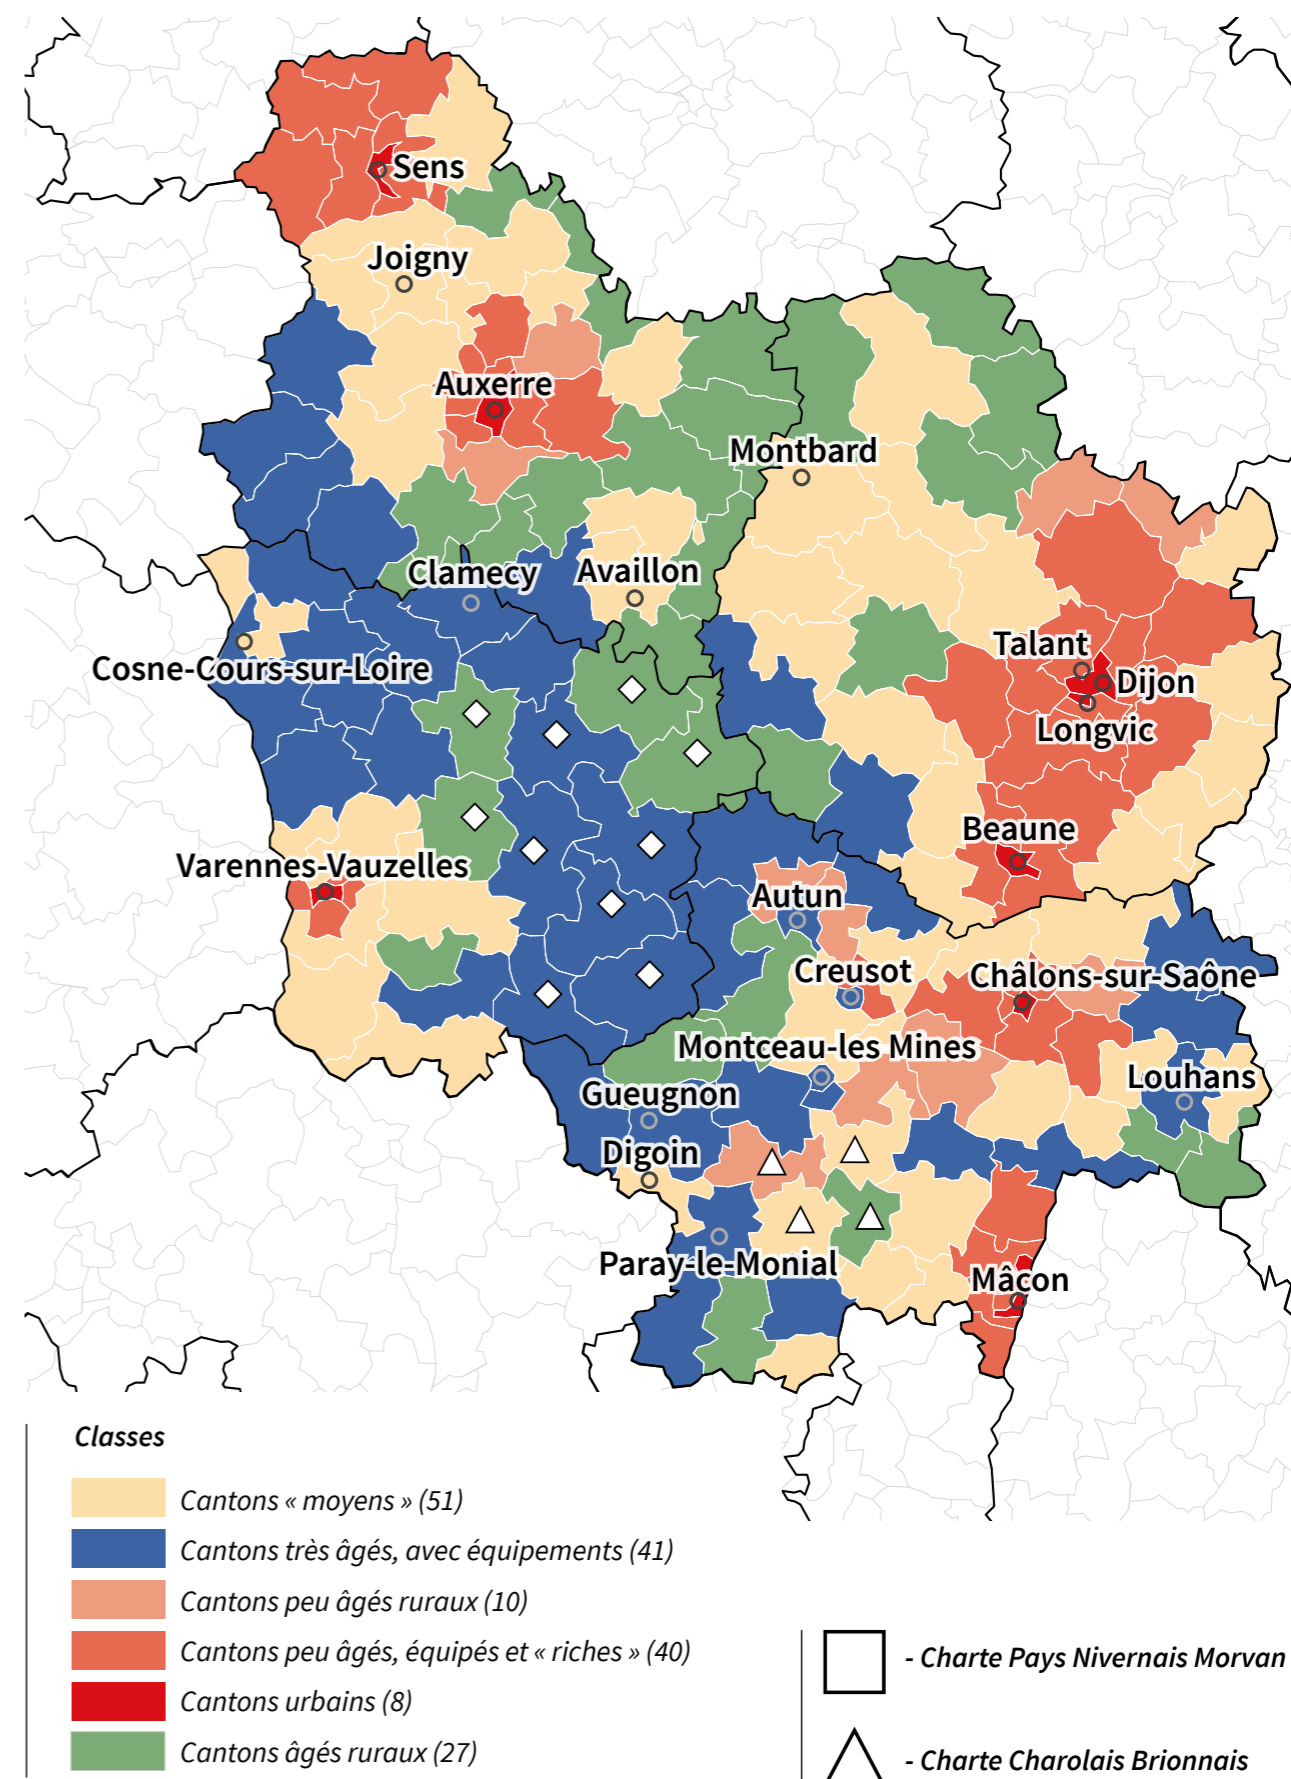 Sens
Joigny
Auxerre
Montbard
Clamecy
Availlon
Cosne-Cours-sur-Loire
Talant
Dijon
Longvic
Beaune
Varennes-Vauzelles
Autun
Creusot
Châlons-sur-Saône
Montceau-les Mines
Louhans
Gueugnon
Digoin
Paray-le-Monial
Mâcon
Classes
Cantons « moyens » (51)
Cantons très âgés, avec équipements (41)
Cantons peu âgés ruraux (10)
Cantons peu âgés, équipés et « riches » (40)
Cantons urbains (8)
Cantons âgés ruraux (27)
- Charte Pays Nivernais Morvan
- Charte Charolais Brionnais